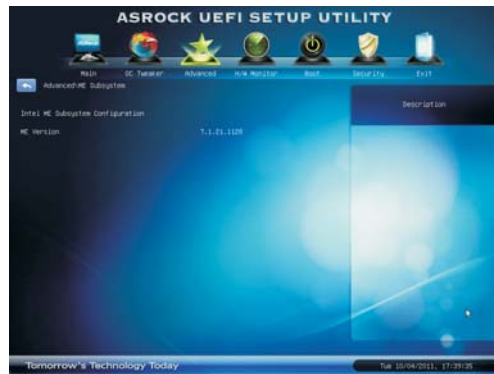 ASROCK UEFI SETUP UTILITY
Main OC Tweaker Advanced H/W Monitor Boot Security Exit
Advanced\ME Subsystem
Description
Intel ME Subsystem Configuration
ME Version 7.1.21.1128
Tomorrow's Technology Today
Tue 10/04/2011, 17:39:35